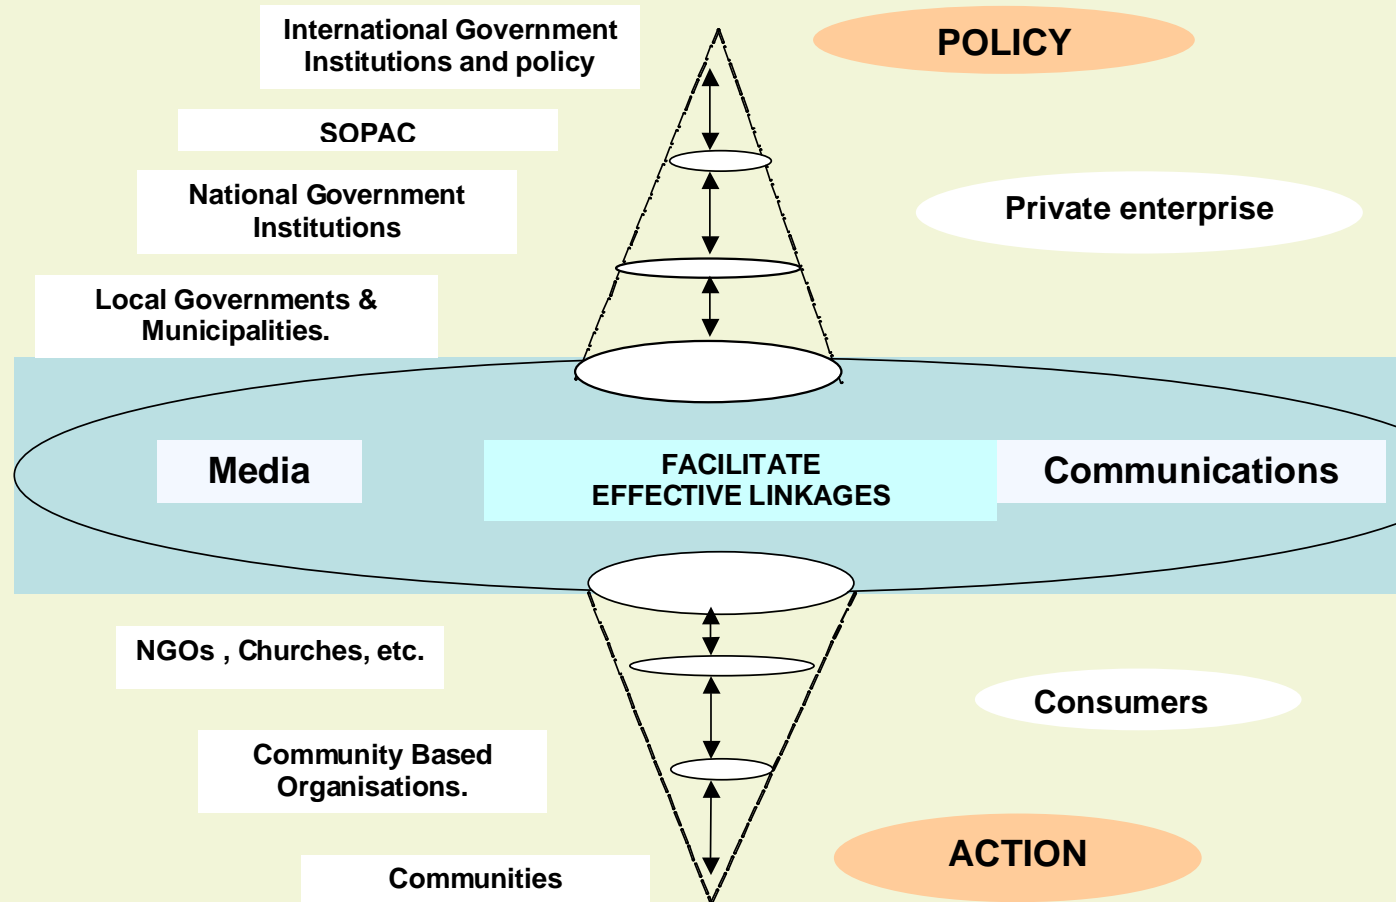 International Government
Institutions and policy
POLICY
SOPAC
National Government
Institutions
Private enterprise
Local Governments &
Municipalities.
Media
FACILITATE
EFFECTIVE LINKAGES
Communications
NGOs , Churches, etc.
Consumers
Community Based
Organisations.
ACTION
Communities